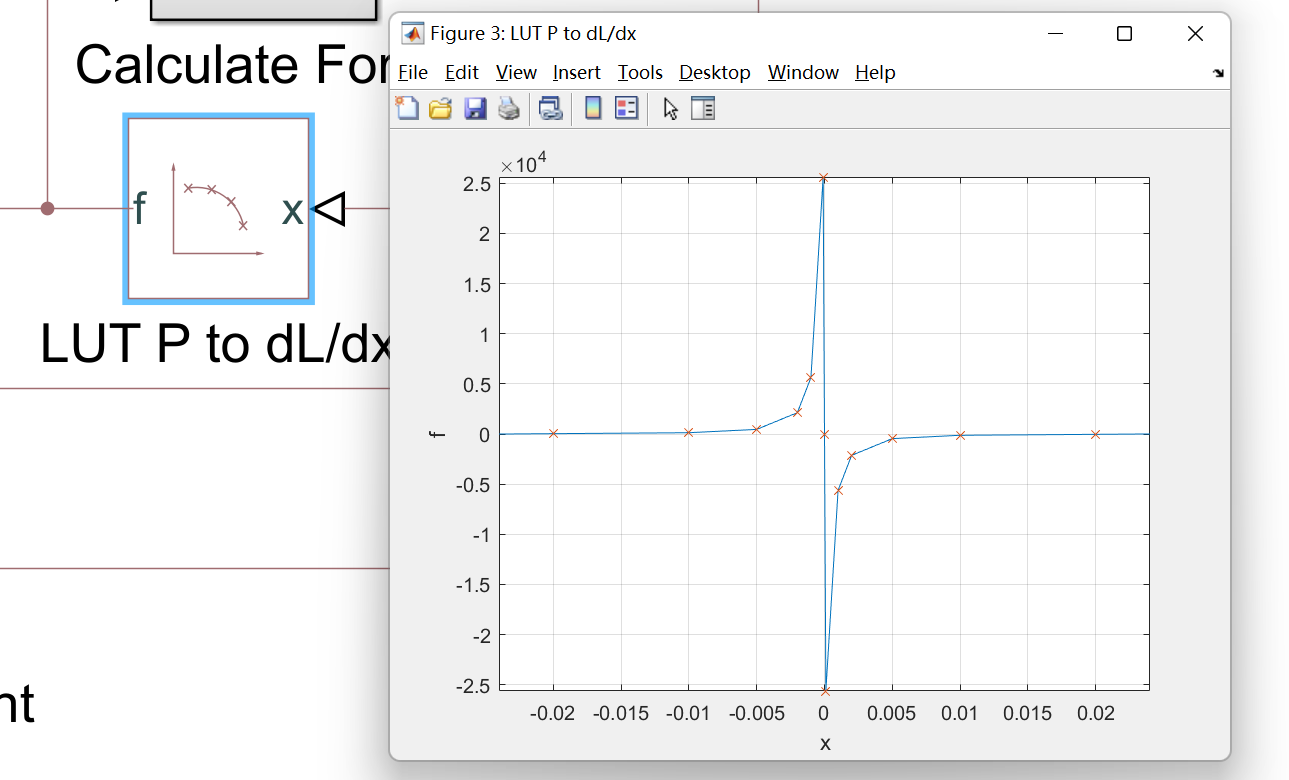 Calculate For
f
x
LUT P to dL/dx
nt
Figure 3: LUT P to dL/dx
File Edit View Insert Tools Desktop Window Help
×10^4
2.5
2
1.5
1
0.5
0
-0.5
-1
-1.5
-2
-2.5
f
-0.02 -0.015 -0.01 -0.005 0 0.005 0.01 0.015 0.02
x